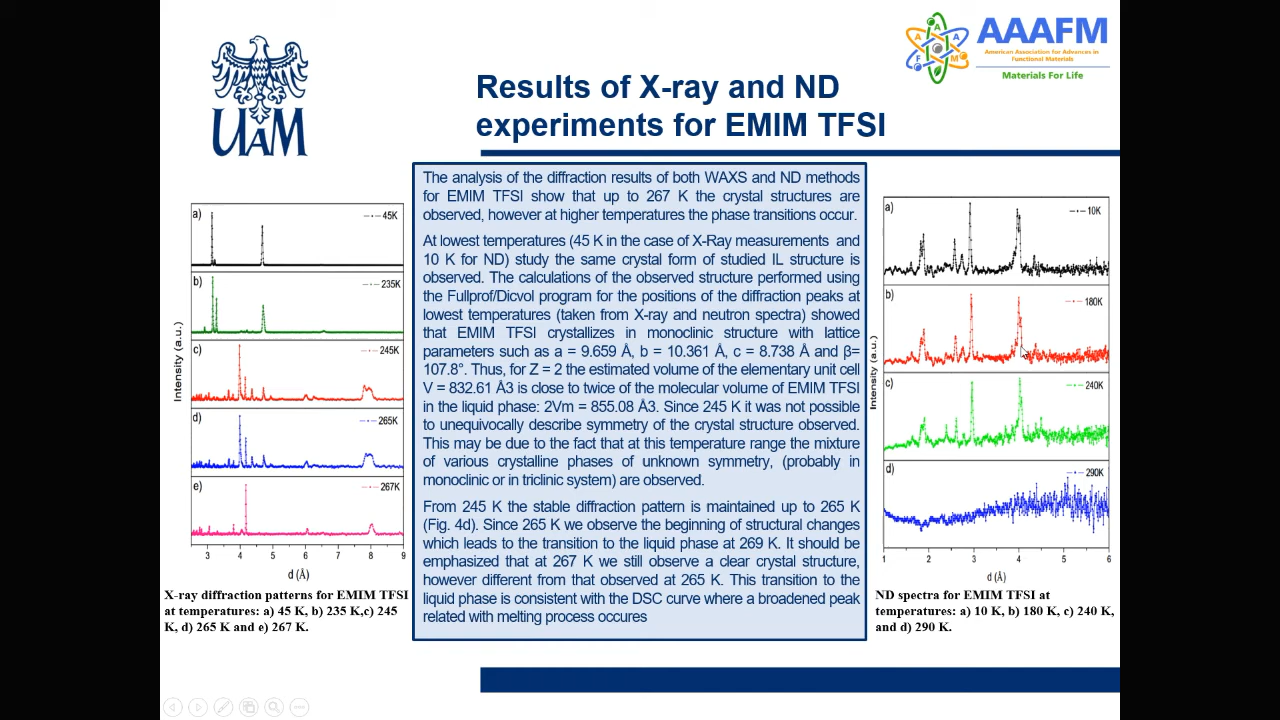 UAM
AAAFM
American Association for Advances in
Functional Materials
Materials For Life
A
A
A
F
M
Results of X-ray and ND
experiments for EMIM TFSI
Intensity (a.u.)
a)
45K
b)
235K
c)
245K
d)
265K
e)
267K
3 4 5 6 7 8 9
d (Å)
X-ray diffraction patterns for EMIM TFSI
at temperatures: a) 45 K, b) 235 K,c) 245
K, d) 265 K and e) 267 K.
The analysis of the diffraction results of both WAXS and ND methods
for EMIM TFSI show that up to 267 K the crystal structures are
observed, however at higher temperatures the phase transitions occur.
At lowest temperatures (45 K in the case of X-Ray measurements and
10 K for ND) study the same crystal form of studied IL structure is
observed. The calculations of the observed structure performed using
the Fullprof/Dicvol program for the positions of the diffraction peaks at
lowest temperatures (taken from X-ray and neutron spectra) showed
that EMIM TFSI crystallizes in monoclinic structure with lattice
parameters such as a = 9.659 Å, b = 10.361 Å, c = 8.738 Å and β=
107.8°. Thus, for Z = 2 the estimated volume of the elementary unit cell
V = 832.61 Å3 is close to twice of the molecular volume of EMIM TFSI
in the liquid phase: 2Vm = 855.08 Å3. Since 245 K it was not possible
to unequivocally describe symmetry of the crystal structure observed.
This may be due to the fact that at this temperature range the mixture
of various crystalline phases of unknown symmetry, (probably in
monoclinic or in triclinic system) are observed.
From 245 K the stable diffraction pattern is maintained up to 265 K
(Fig. 4d). Since 265 K we observe the beginning of structural changes
which leads to the transition to the liquid phase at 269 K. It should be
emphasized that at 267 K we still observe a clear crystal structure,
however different from that observed at 265 K. This transition to the
liquid phase is consistent with the DSC curve where a broadened peak
related with melting process occures
Intensity (a.u.)
a)
10K
b)
180K
c)
240K
d)
290K
1 2 3 4 5 6
d (Å)
ND spectra for EMIM TFSI at
temperatures: a) 10 K, b) 180 K, c) 240 K,
and d) 290 K.